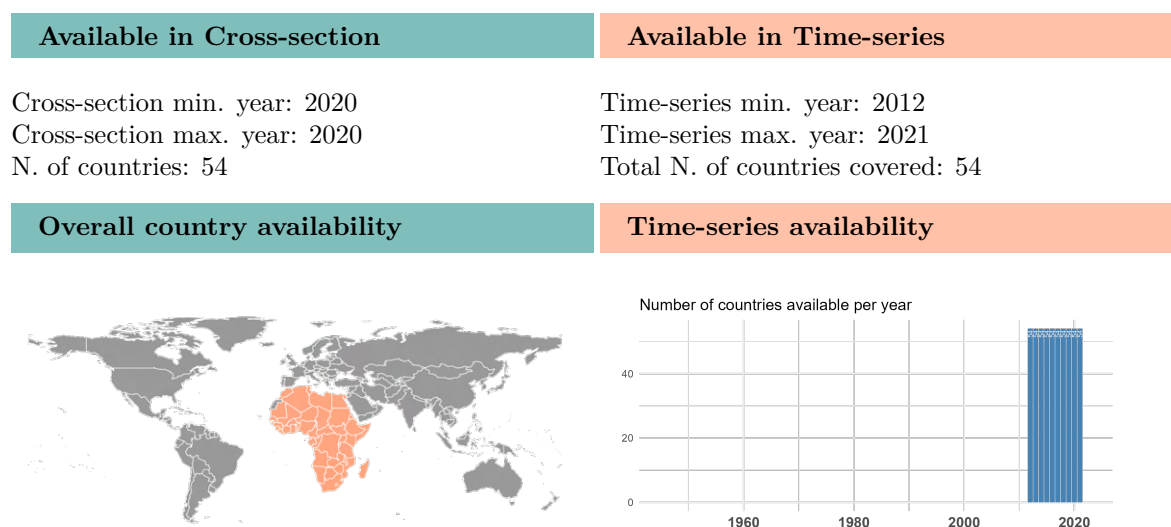 Available in Cross-section
Available in Time-series
Cross-section min. year: 2020
Cross-section max. year: 2020
N. of countries: 54
Time-series min. year: 2012
Time-series max. year: 2021
Total N. of countries covered: 54
Overall country availability
Time-series availability
Number of countries available per year
40
20
0
1960 1980 2000 2020